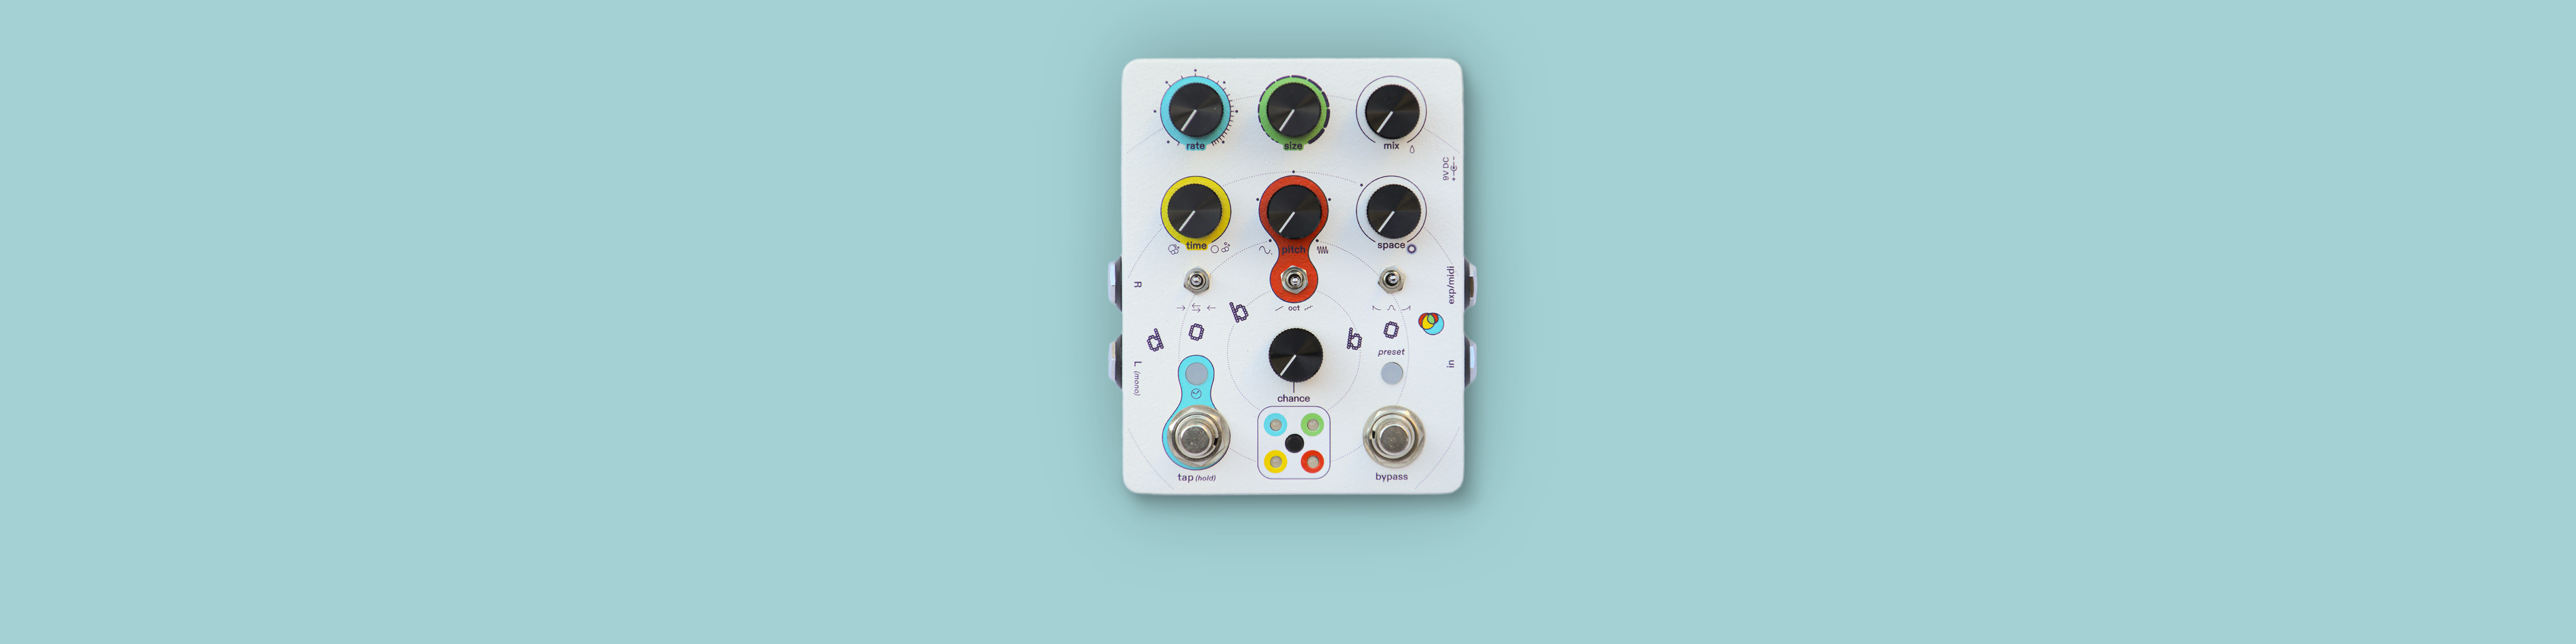 rate size mix
9V DC
time pitch space
R
exp/midi
oct
d o b b o
preset
L (mono)
in
chance
tap (hold)
bypass